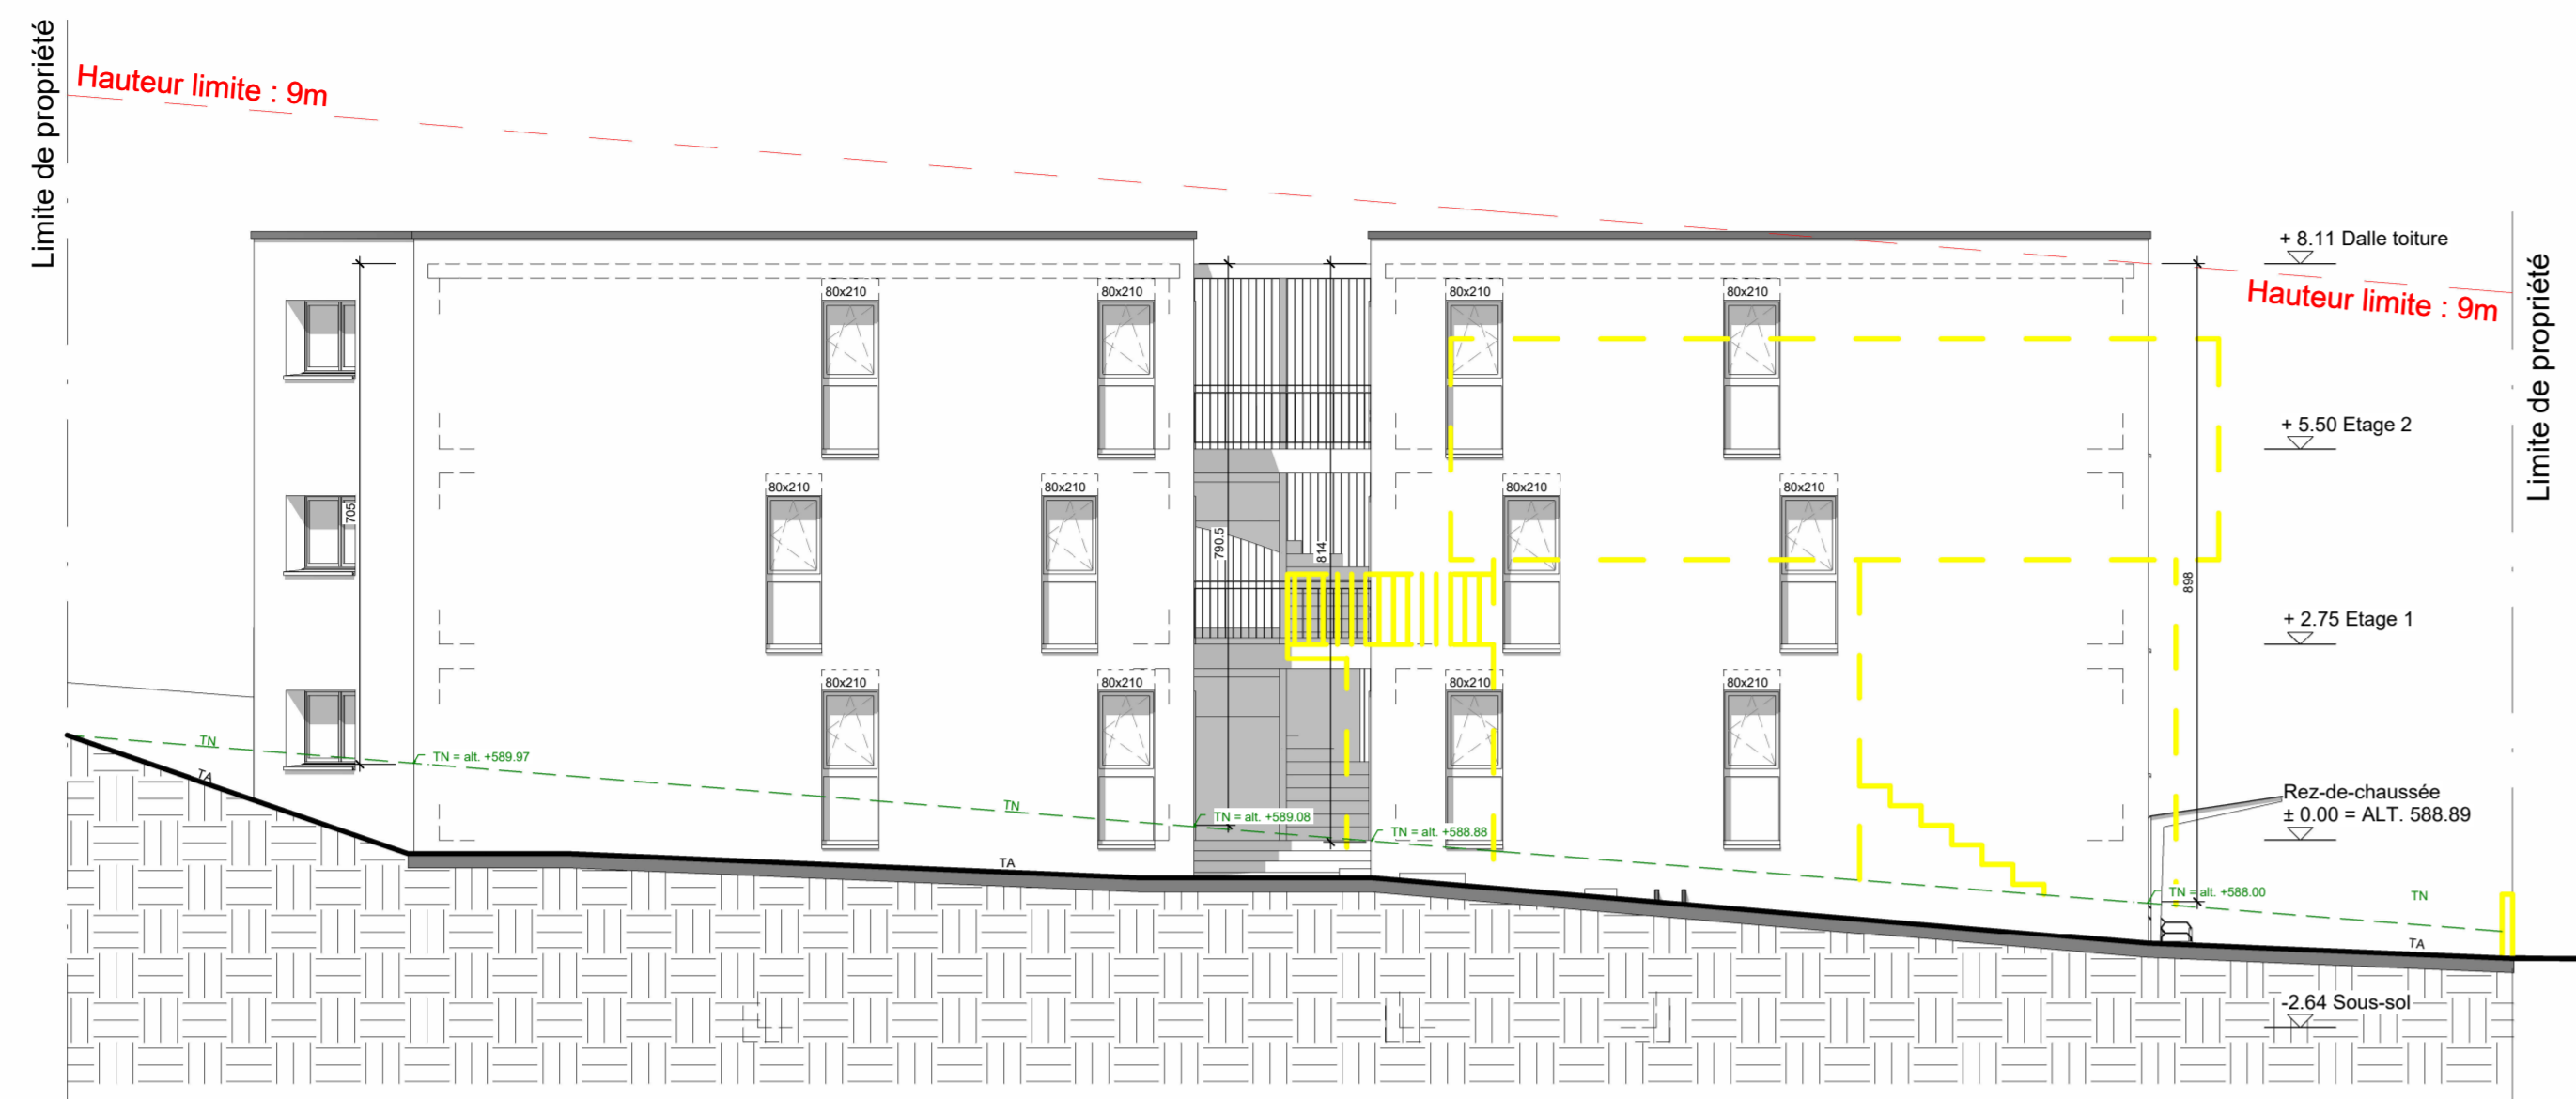 Limite de propriété
Hauteur limite : 9m
+ 8.11 Dalle toiture
Limite de propriété
Hauteur limite : 9m
80x210
80x210
80x210
80x210
+ 5.50 Etage 2
80x210
80x210
80x210
80x210
705
790.5
814
898
+ 2.75 Etage 1
80x210
80x210
80x210
80x210
TN
TN = alt. +589.97
TA
TN
TN = alt. +589.08
TN = alt. +588.88
Rez-de-chaussée
± 0.00 = ALT. 588.89
TA
TN = alt. +588.00
TN
TA
-2.64 Sous-sol